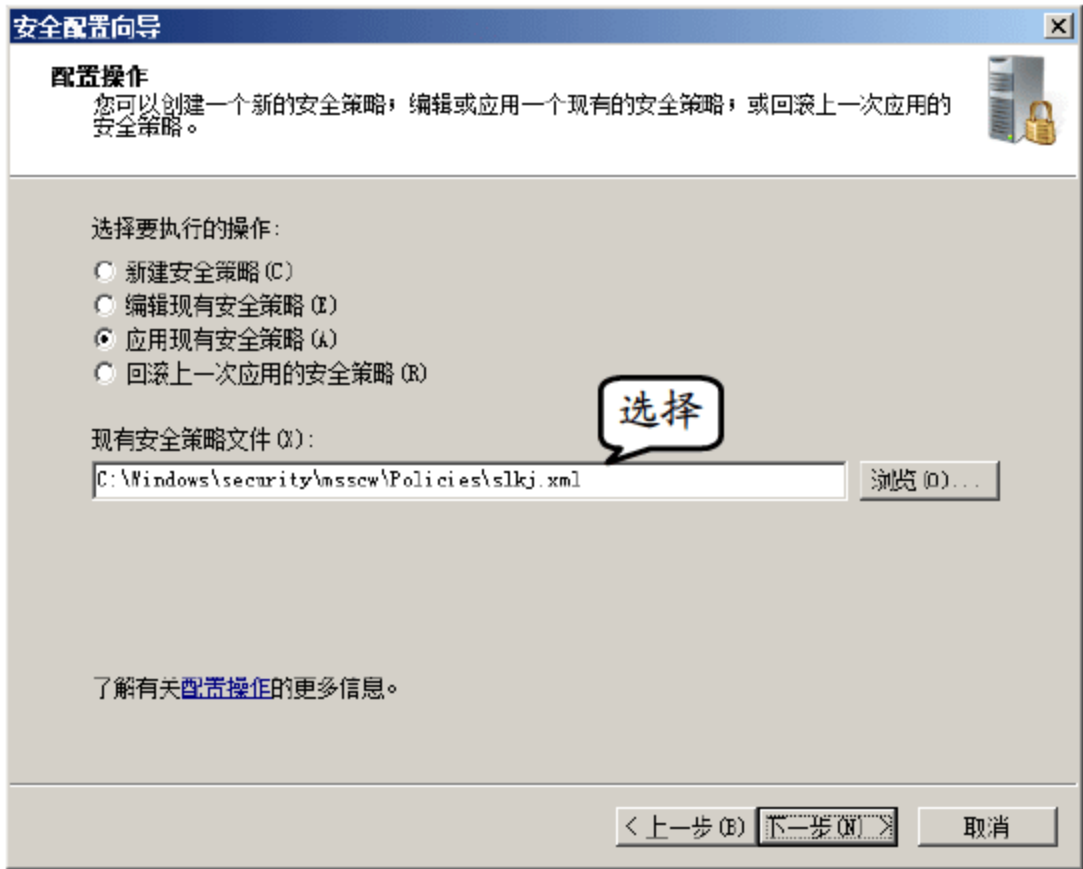 安全配置向导
配置操作
您可以创建一个新的安全策略；编辑或应用一个现有的安全策略；或回滚上一次应用的
安全策略。
选择要执行的操作:
新建安全策略(C)
编辑现有安全策略(E)
应用现有安全策略(A)
回滚上一次应用的安全策略(R)
选择
现有安全策略文件(X):
C:\Windows\security\msscw\Policies\slkj.xml
浏览(O)...
了解有关配置操作的更多信息。
< 上一步(B)
下一步(N) >
取消